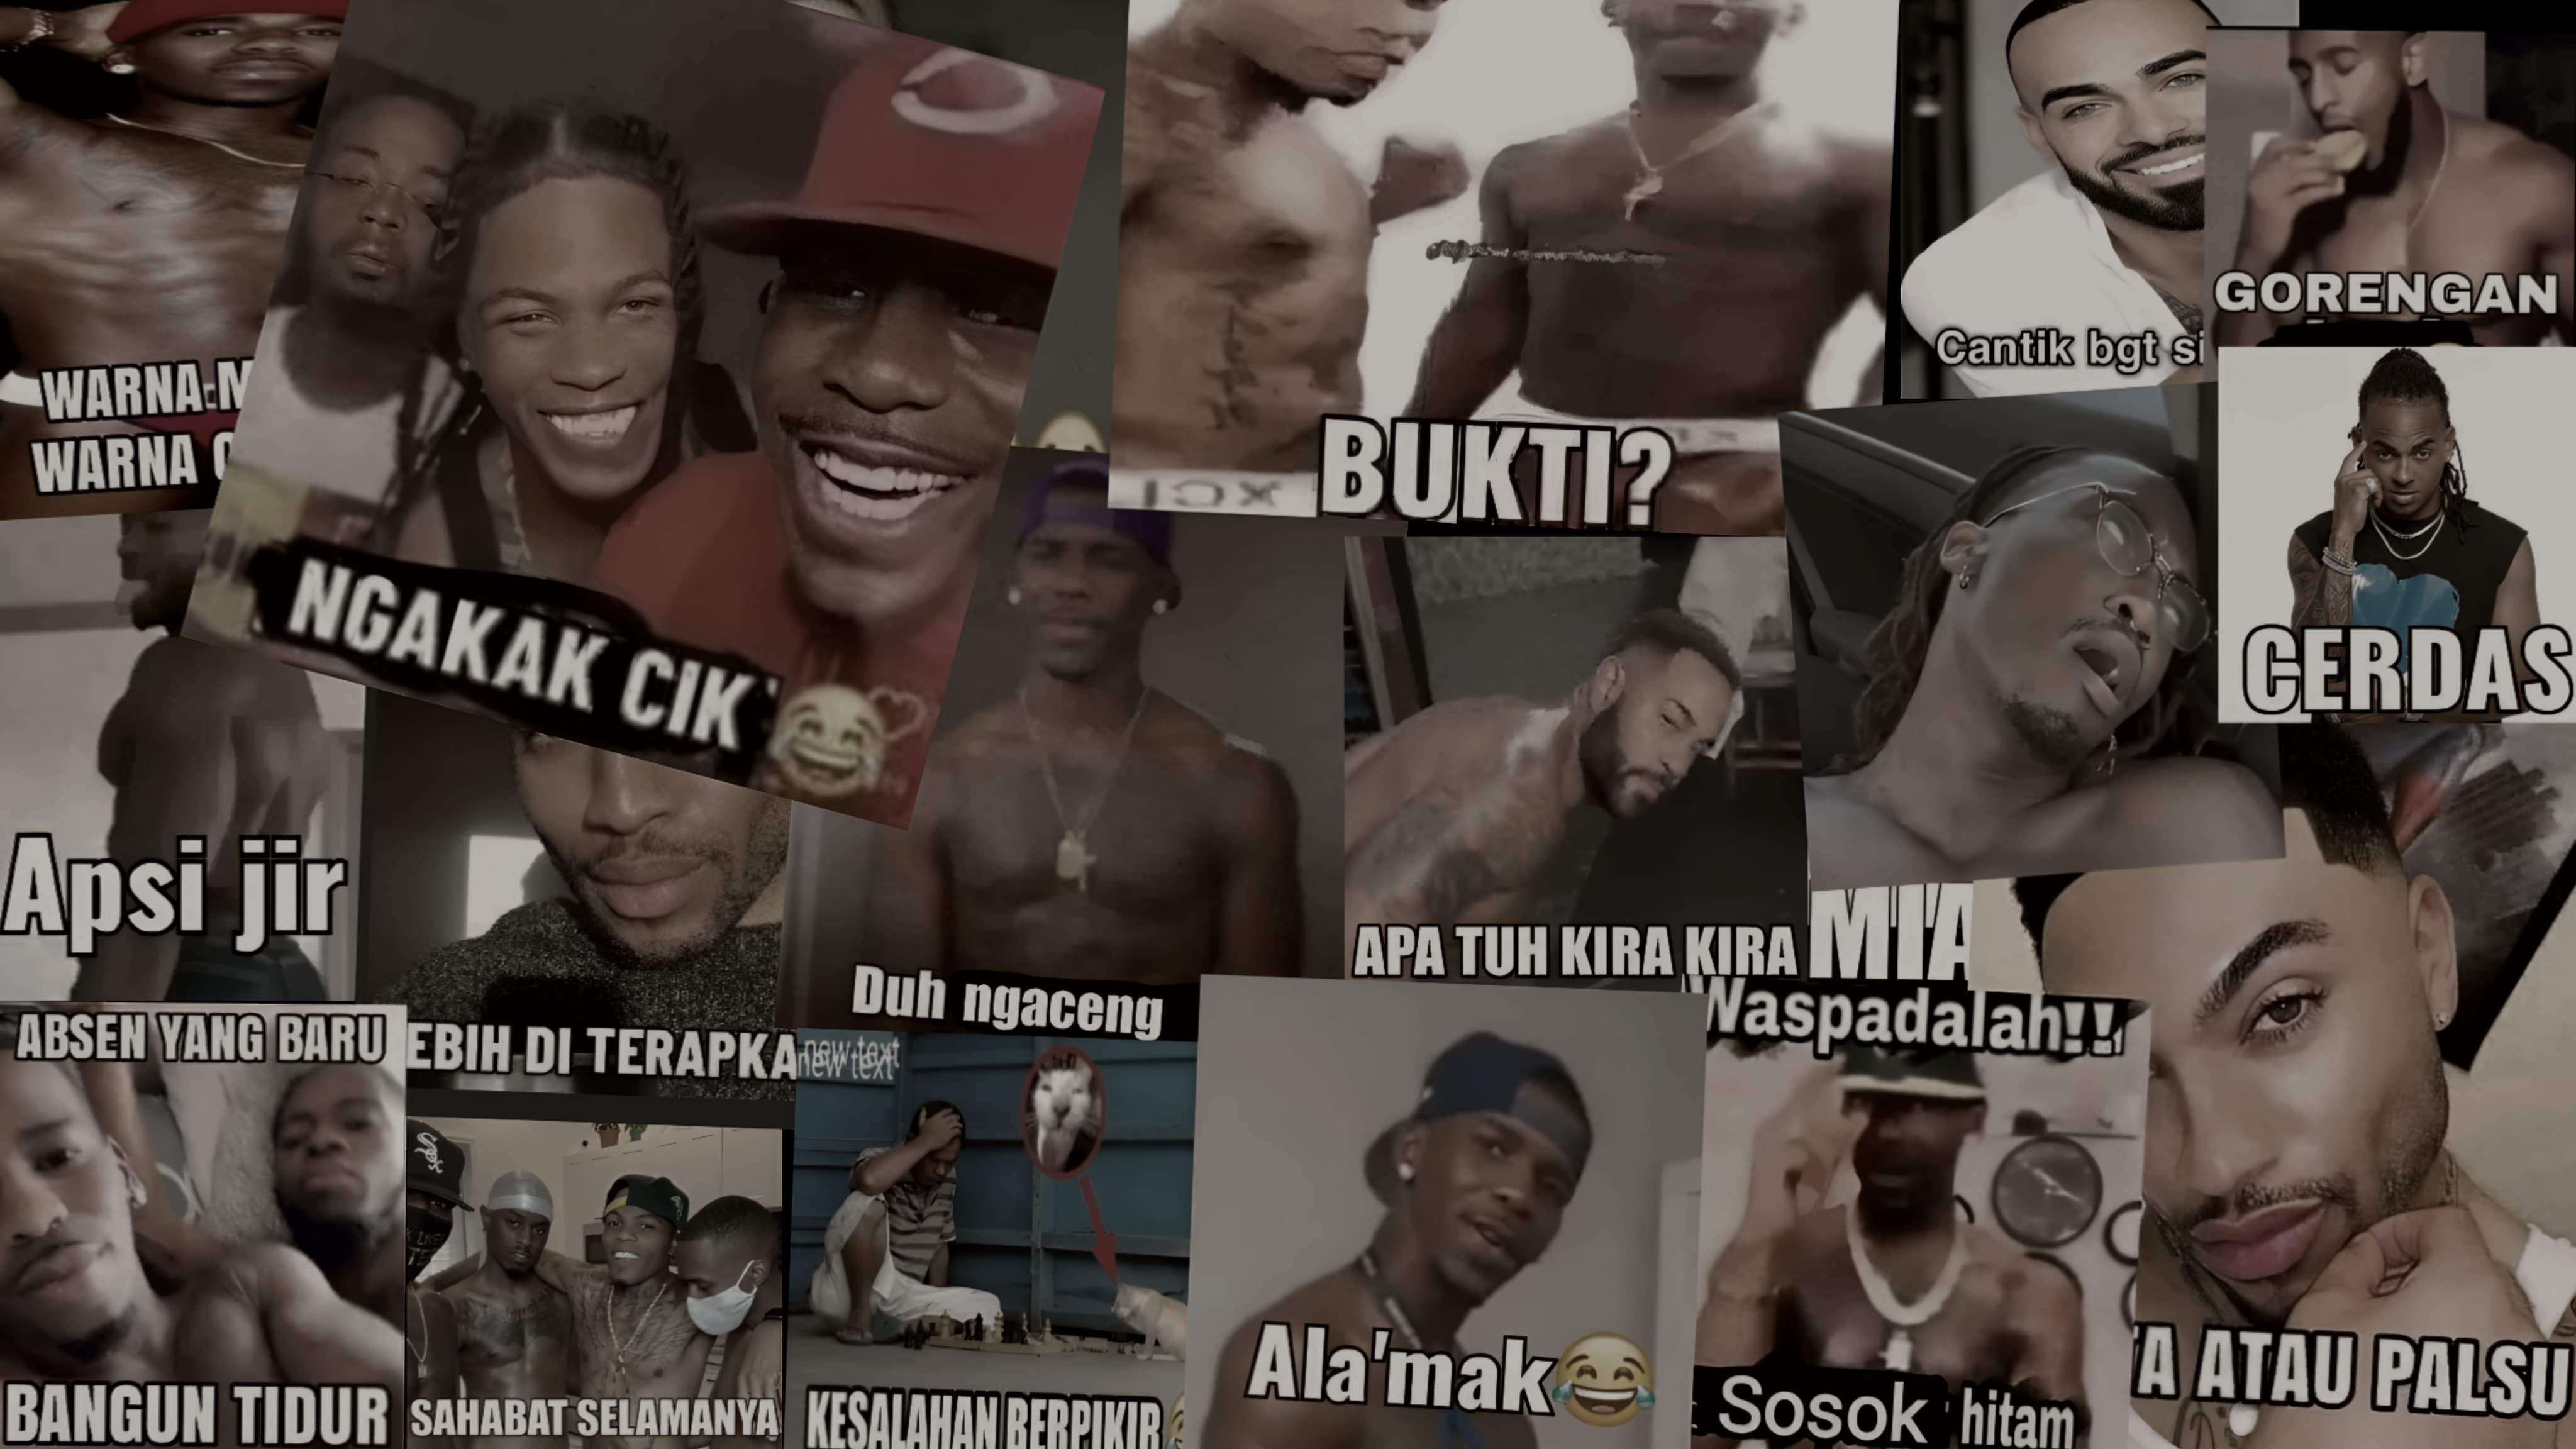 WARNA
WARNA
NGAKAK CIK
BUKTI?
Cantik bgt si
GORENGAN
CERDAS
Apsi jir
EBIH DI TERAPKA
Duh ngaceng
APA TUH KIRA KIRA
MIA
Waspadalah!!
ABSEN YANG BARU
BANGUN TIDUR
SAHABAT SELAMANYA
new text
new text
KESALAHAN BERPIKIR
Ala'mak
Sosok hitam
A ATAU PALSU